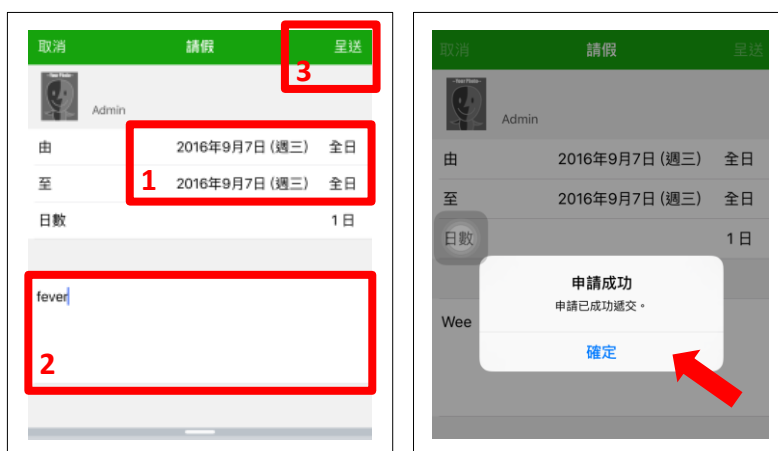 取消 請假 呈送
3
-Your Photo-
Admin
由 2016年9月7日 (週三) 全日
1
至 2016年9月7日 (週三) 全日
日數 1 日
fever
2
取消 請假 呈送
-Your Photo-
Admin
由 2016年9月7日 (週三) 全日
至 2016年9月7日 (週三) 全日
日數 1 日
申請成功
申請已成功遞交。
Wee
確定